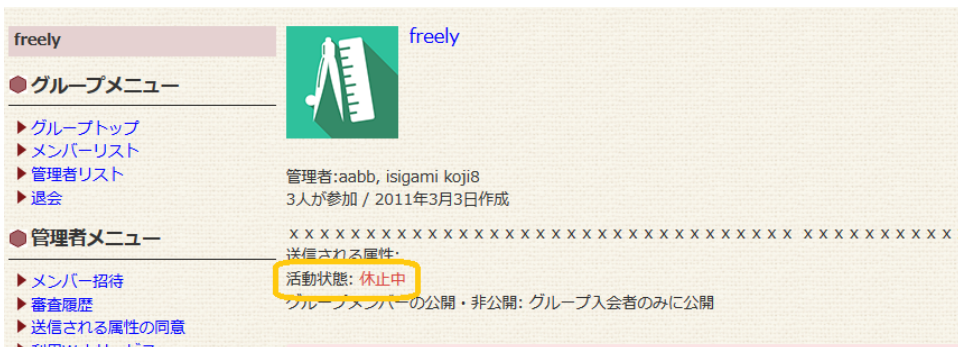 freely
グループメニュー
グループトップ
メンバーリスト
管理者リスト
退会
管理者メニュー
メンバー招待
審査履歴
送信される属性の同意
freely
管理者:aabb, isigami koji8
3人が参加 / 2011年3月3日作成
ｘｘｘｘｘｘｘｘｘｘｘｘｘｘｘｘｘｘｘｘｘｘｘｘｘｘｘｘｘｘｘｘｘ ｘｘｘｘｘｘｘｘｘｘ
送信される属性:
活動状態: 休止中
グループメンバーの公開・非公開: グループ入会者のみに公開